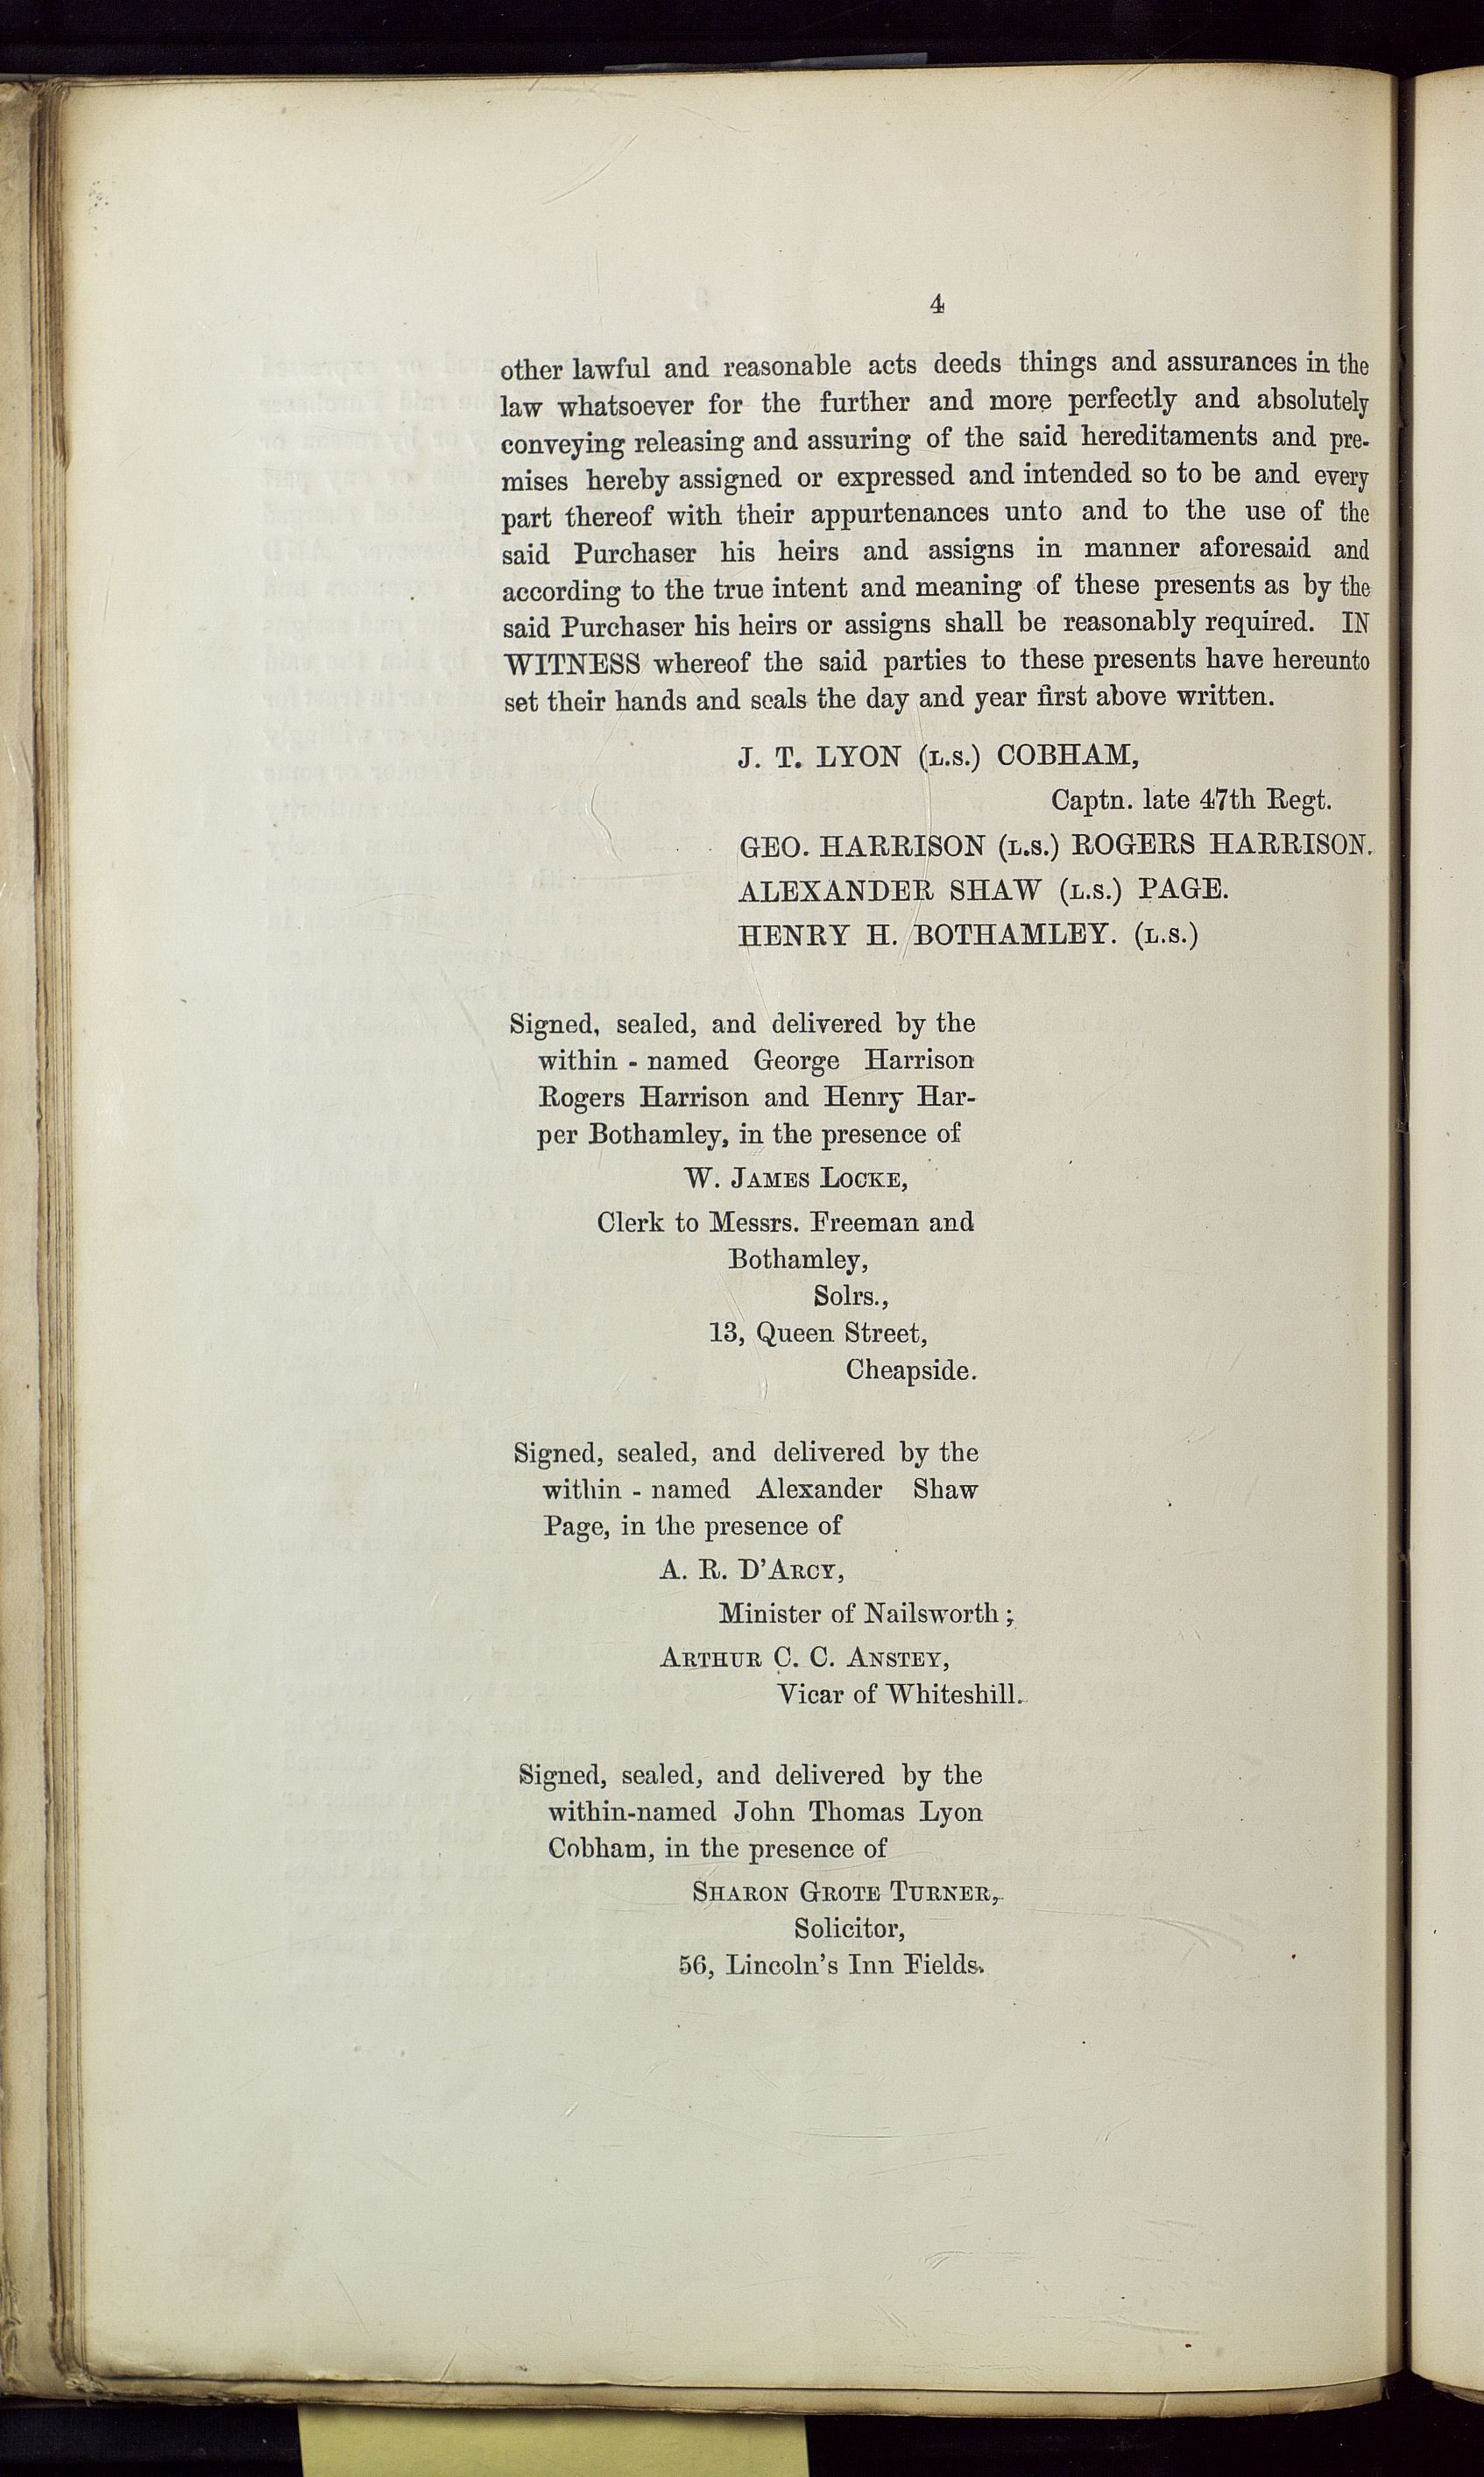 4
other lawful and reasonable acts deeds things and assurances in the
law whatsoever for the further and more perfectly and absolutely
conveying releasing and assuring of the said hereditaments and pre-
mises hereby assigned or expressed and intended so to be and every
part thereof with their appurtenances unto and to the use of the
said Purchaser his heirs and assigns in manner aforesaid and
according to the true intent and meaning of these presents as by the
said Purchaser his heirs or assigns shall be reasonably required. IN
WITNESS whereof the said parties to these presents have hereunto
set their hands and seals the day and year first above written.
J. T. LYON (L.S.) COBHAM,
Captn. late 47th Regt.
GEO. HARRISON (L.S.) ROGERS HARRISON.
ALEXANDER SHAW (L.S.) PAGE.
HENRY H. BOTHAMLEY. (L.S.)
Signed, sealed, and delivered by the
within - named George Harrison
Rogers Harrison and Henry Har-
per Bothamley, in the presence of
W. JAMES LOCKE,
Clerk to Messrs. Freeman and
Bothamley,
Solrs.,
13, Queen Street,
Cheapside.
Signed, sealed, and delivered by the
within - named Alexander Shaw
Page, in the presence of
A. R. D'ARCY,
Minister of Nailsworth;
ARTHUR C. C. ANSTEY,
Vicar of Whiteshill.
Signed, sealed, and delivered by the
within-named John Thomas Lyon
Cobham, in the presence of
SHARON GROTE TURNER,
Solicitor,
56, Lincoln's Inn Fields.